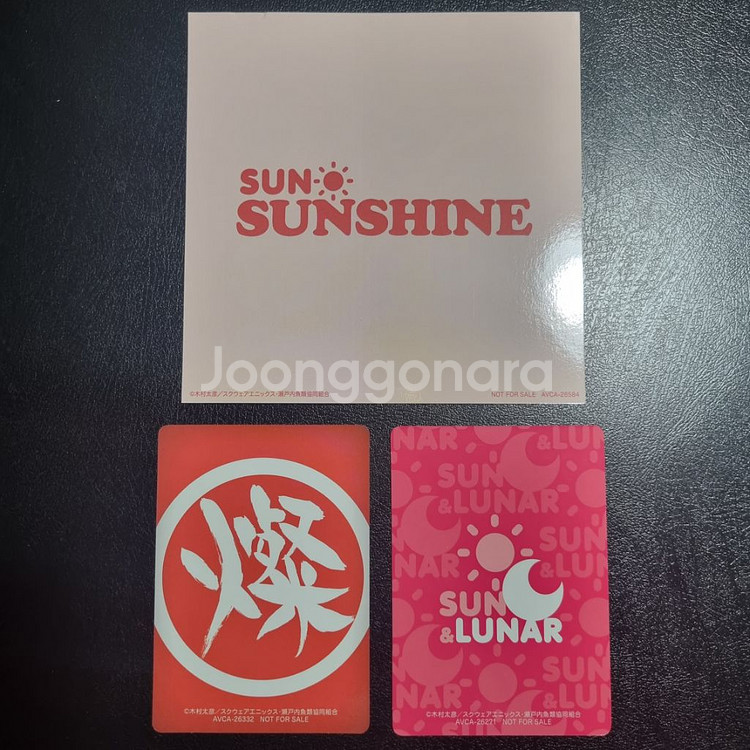 SUN
SUNSHINE
Joonggonara
©木村太彦／スクウェアエニックス・瀬戸内魚類協同組合
NOT FOR SALE AVCA-26584
燦
©木村太彦／スクウェアエニックス・瀬戸内魚類協同組合
AVCA-26332 NOT FOR SALE
SUN
&LUNAR
SUN
&LUNAR
©木村太彦／スクウェアエニックス・瀬戸内魚類協同組合
AVCA-26271 NOT FOR SALE